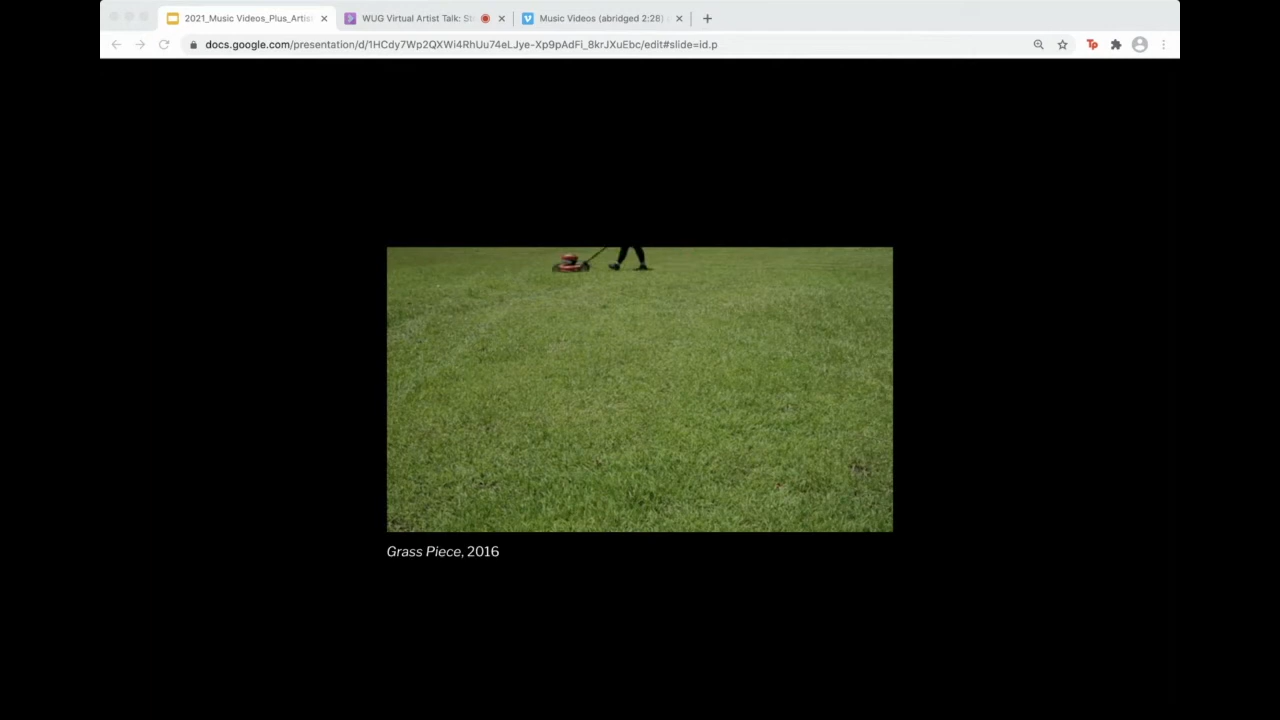 2021_Music Videos_Plus_Artis
WUG Virtual Artist Talk: St
Music Videos (abridged 2:28)
docs.google.com/presentation/d/1HCdy7Wp2QXWi4RhUu74eLJye-Xp9pAdFi_8krJXuEbc/edit#slide=id.p
Tp
Grass Piece, 2016